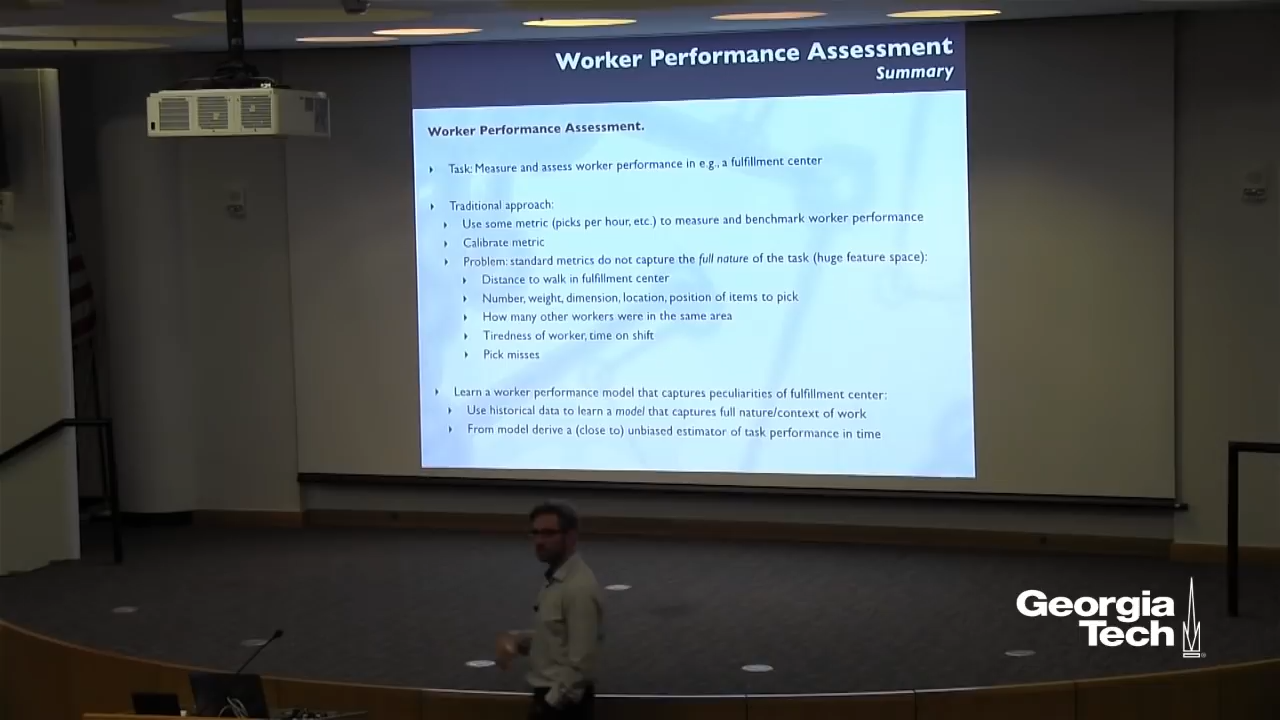 Worker Performance Assessment
Summary
Worker Performance Assessment.
Task: Measure and assess worker performance in e.g., a fulfillment center
Traditional approach:
Use some metric (picks per hour, etc.) to measure and benchmark worker performance
Calibrate metric
Problem: standard metrics do not capture the full nature of the task (huge feature space):
Distance to walk in fulfillment center
Number, weight, dimension, location, position of items to pick
How many other workers were in the same area
Tiredness of worker, time on shift
Pick misses
Learn a worker performance model that captures peculiarities of fulfillment center:
Use historical data to learn a model that captures full nature/context of work
From model derive a (close to) unbiased estimator of task performance in time
Georgia
Tech